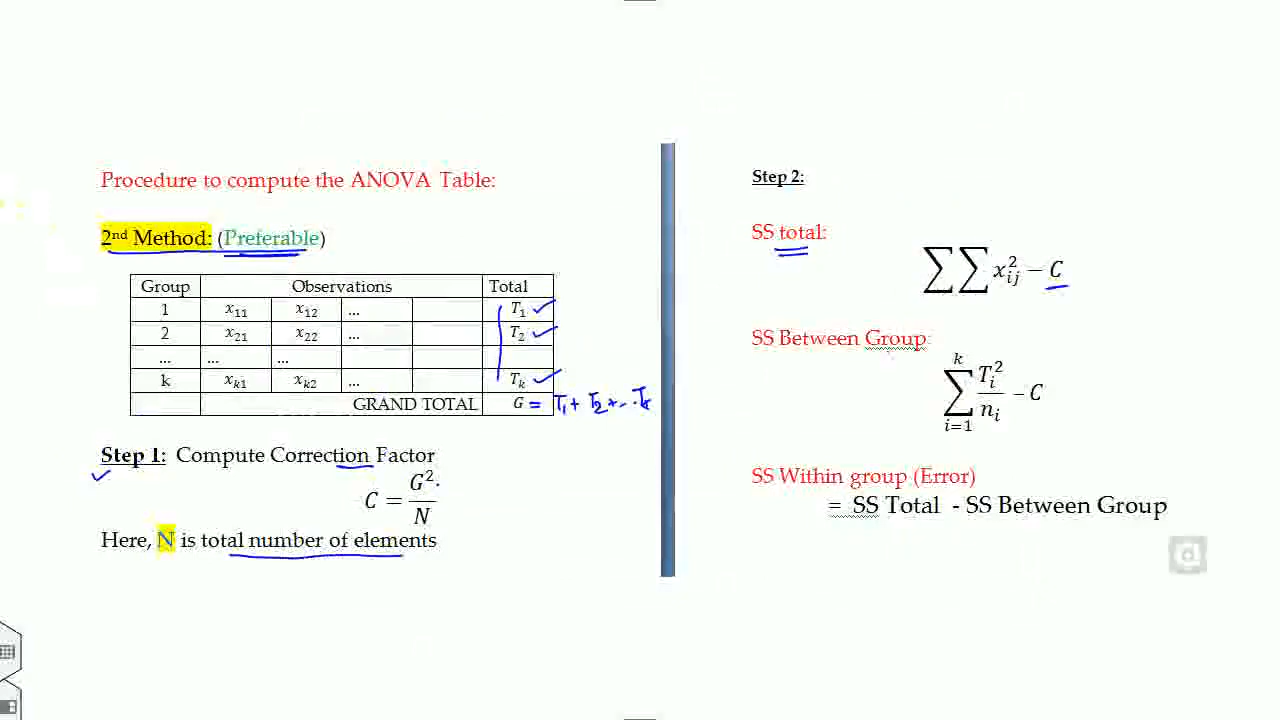 Procedure to compute the ANOVA Table:
2nd Method: (Preferable)
Group Observations Total
1 x₁₁ x₁₂ ... T₁
2 x₂₁ x₂₂ ... T₂
... ... ...
k xₖ₁ xₖ₂ ... Tₖ
GRAND TOTAL G = T₁ + T₂ + -- Tₖ
Step 1: Compute Correction Factor
C = G²/N
Here, N is total number of elements
Step 2:
SS total:
∑∑ x²ᵢⱼ − C
SS Between Group:
k
∑ Tᵢ²/nᵢ − C
i=1
SS Within group (Error)
= SS Total - SS Between Group